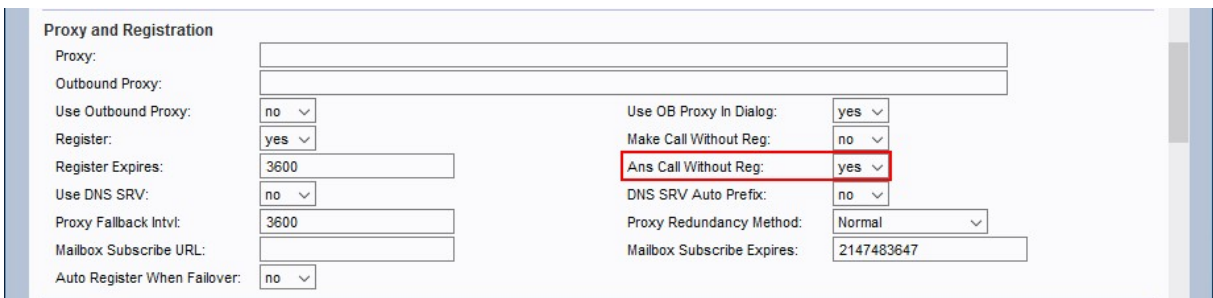 Proxy and Registration
Proxy:
Outbound Proxy:
Use Outbound Proxy: no Use OB Proxy In Dialog: yes
Register: yes Make Call Without Reg: no
Register Expires: 3600 Ans Call Without Reg: yes
Use DNS SRV: no DNS SRV Auto Prefix: no
Proxy Fallback Intvl: 3600 Proxy Redundancy Method: Normal
Mailbox Subscribe URL: Mailbox Subscribe Expires: 2147483647
Auto Register When Failover: no